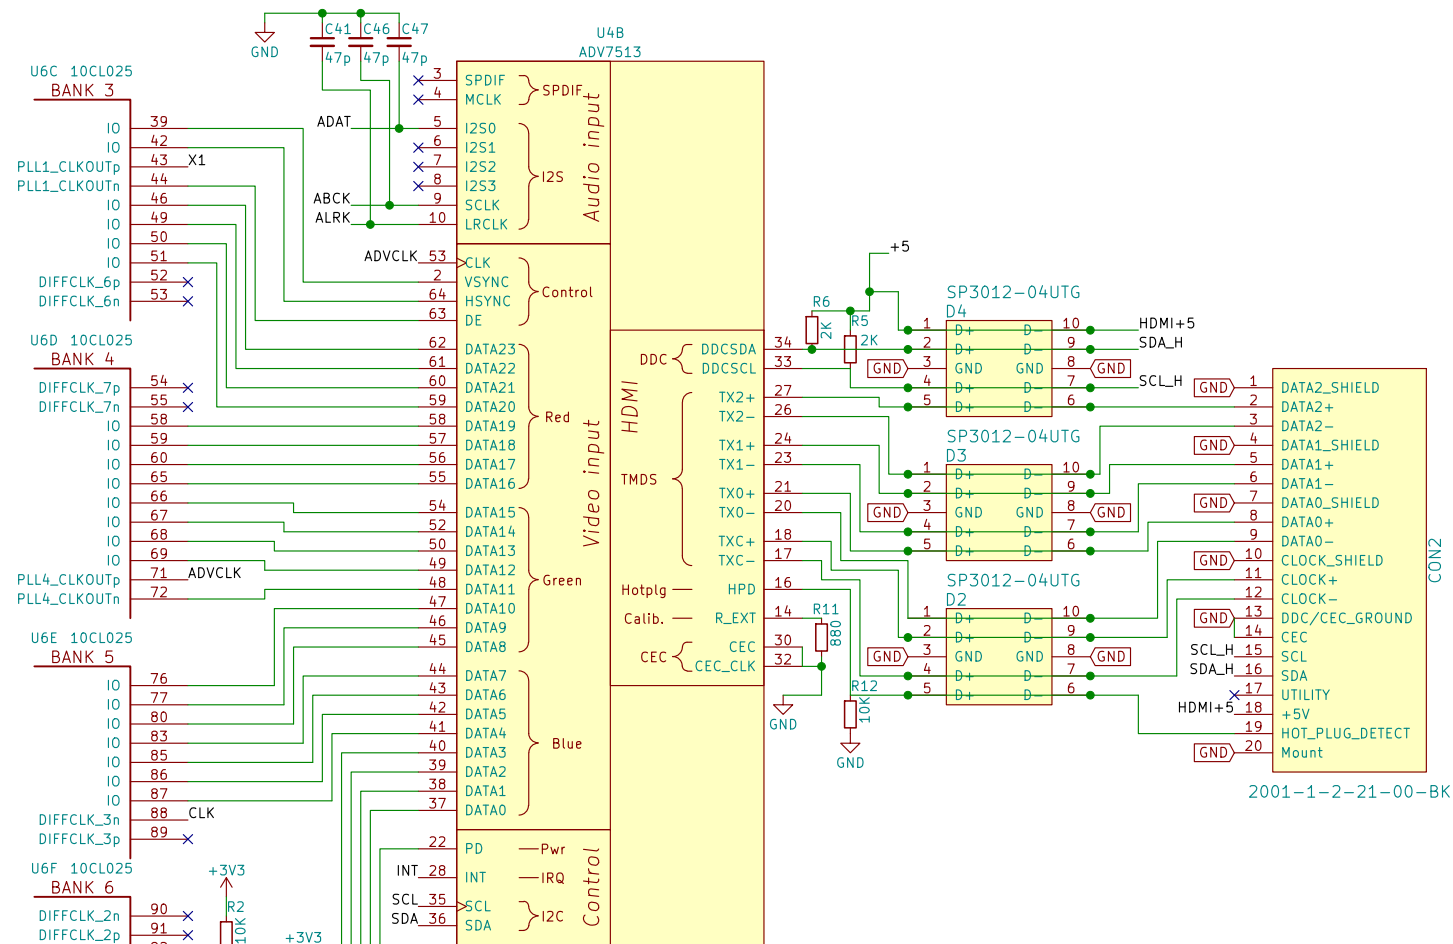 C41 C46 C47
GND
47p 47p 47p
U4B
ADV7513
U6C 10CL025
BANK 3
IO 39
IO 42
PLL1_CLKOUTp 43 X1
PLL1_CLKOUTn 44
IO 46
IO 49
IO 50
IO 51
DIFFCLK_6p 52
DIFFCLK_6n 53
U6D 10CL025
BANK 4
DIFFCLK_7p 54
DIFFCLK_7n 55
IO 58
IO 59
IO 60
IO 65
IO 66
IO 67
IO 68
IO 69
PLL4_CLKOUTp 71 ADVCLK
PLL4_CLKOUTn 72
U6E 10CL025
BANK 5
IO 76
IO 77
IO 80
IO 83
IO 85
IO 86
IO 87
DIFFCLK_3n 88 CLK
DIFFCLK_3p 89
U6F 10CL025
BANK 6
DIFFCLK_2n 90
DIFFCLK_2p 91
+3V3
R2
10K
+3V3
3 SPDIF
4 MCLK
SPDIF
ADAT 5 I2S0
6 I2S1
7 I2S2
8 I2S3
I2S
ABCK 9 SCLK
ALRK 10 LRCLK
Audio input
ADVCLK 53 CLK
2 VSYNC
64 HSYNC
63 DE
Control
62 DATA23
61 DATA22
60 DATA21
59 DATA20
58 DATA19
57 DATA18
56 DATA17
55 DATA16
Red
54 DATA15
52 DATA14
50 DATA13
49 DATA12
48 DATA11
47 DATA10
46 DATA9
45 DATA8
Green
44 DATA7
43 DATA6
42 DATA5
41 DATA4
40 DATA3
39 DATA2
38 DATA1
37 DATA0
Blue
Video input
22 PD Pwr
INT 28 INT IRQ
SCL 35 SCL
SDA 36 SDA
I2C
Control
HDMI
DDC
DDCSDA 34
DDCSCL 33
TMDS
TX2+ 27
TX2- 26
TX1+ 24
TX1- 23
TX0+ 21
TX0- 20
TXC+ 18
TXC- 17
Hotplg HPD 16
Calib. R_EXT 14
CEC
CEC 30
CEC_CLK 32
R11
880
GND
R12
10K
GND
+5
R6
2K
R5
2K
SP3012-04UTG
D4
1 D+ D- 10 HDMI+5
2 D+ D- 9 SDA_H
GND 3 GND GND 8 GND
4 D+ D- 7 SCL_H
5 D+ D- 6
SP3012-04UTG
D3
1 D+ D- 10
2 D+ D- 9
GND 3 GND GND 8 GND
4 D+ D- 7
5 D+ D- 6
SP3012-04UTG
D2
1 D+ D- 10
2 D+ D- 9
GND 3 GND GND 8 GND
4 D+ D- 7
5 D+ D- 6
GND 1 DATA2_SHIELD
2 DATA2+
3 DATA2-
GND 4 DATA1_SHIELD
5 DATA1+
6 DATA1-
GND 7 DATA0_SHIELD
8 DATA0+
9 DATA0-
GND 10 CLOCK_SHIELD
11 CLOCK+
12 CLOCK-
GND 13 DDC/CEC_GROUND
14 CEC
SCL_H 15 SCL
SDA_H 16 SDA
17 UTILITY
HDMI+5 18 +5V
19 HOT_PLUG_DETECT
GND 20 Mount
CON2
2001-1-2-21-00-BK